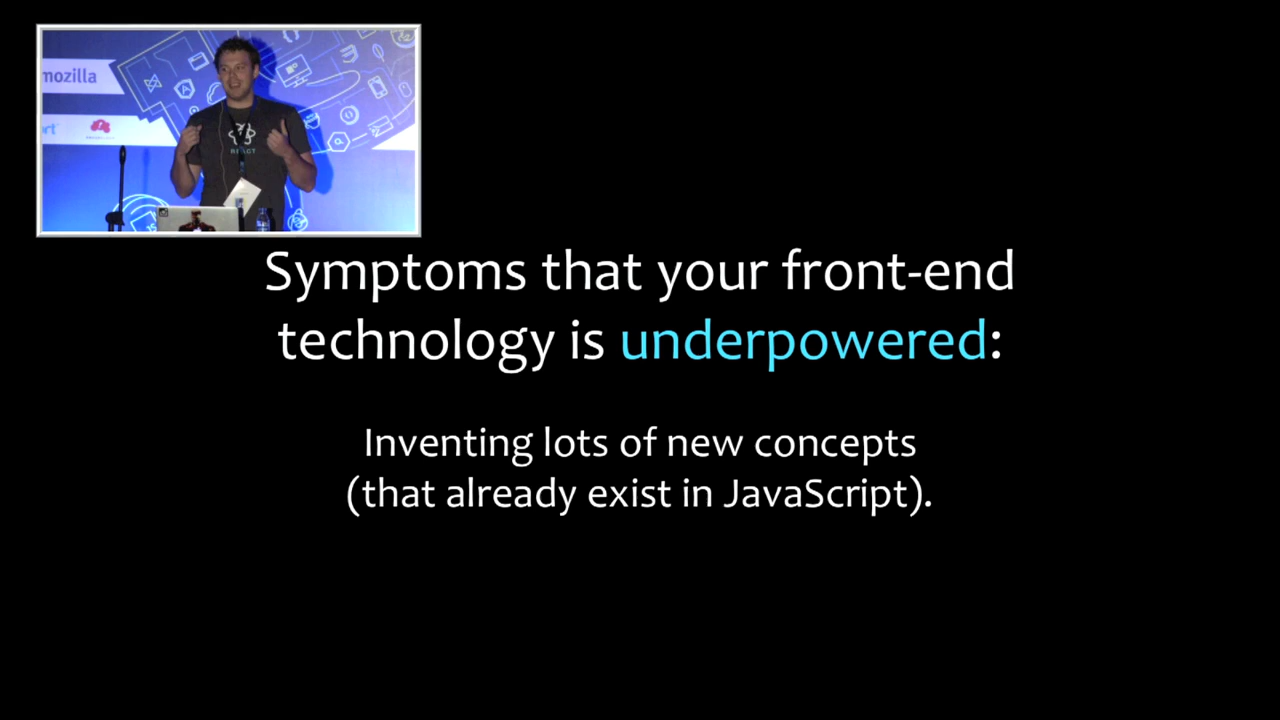 mozilla
REACT
Symptoms that your front-end
technology is underpowered:
Inventing lots of new concepts
(that already exist in JavaScript).